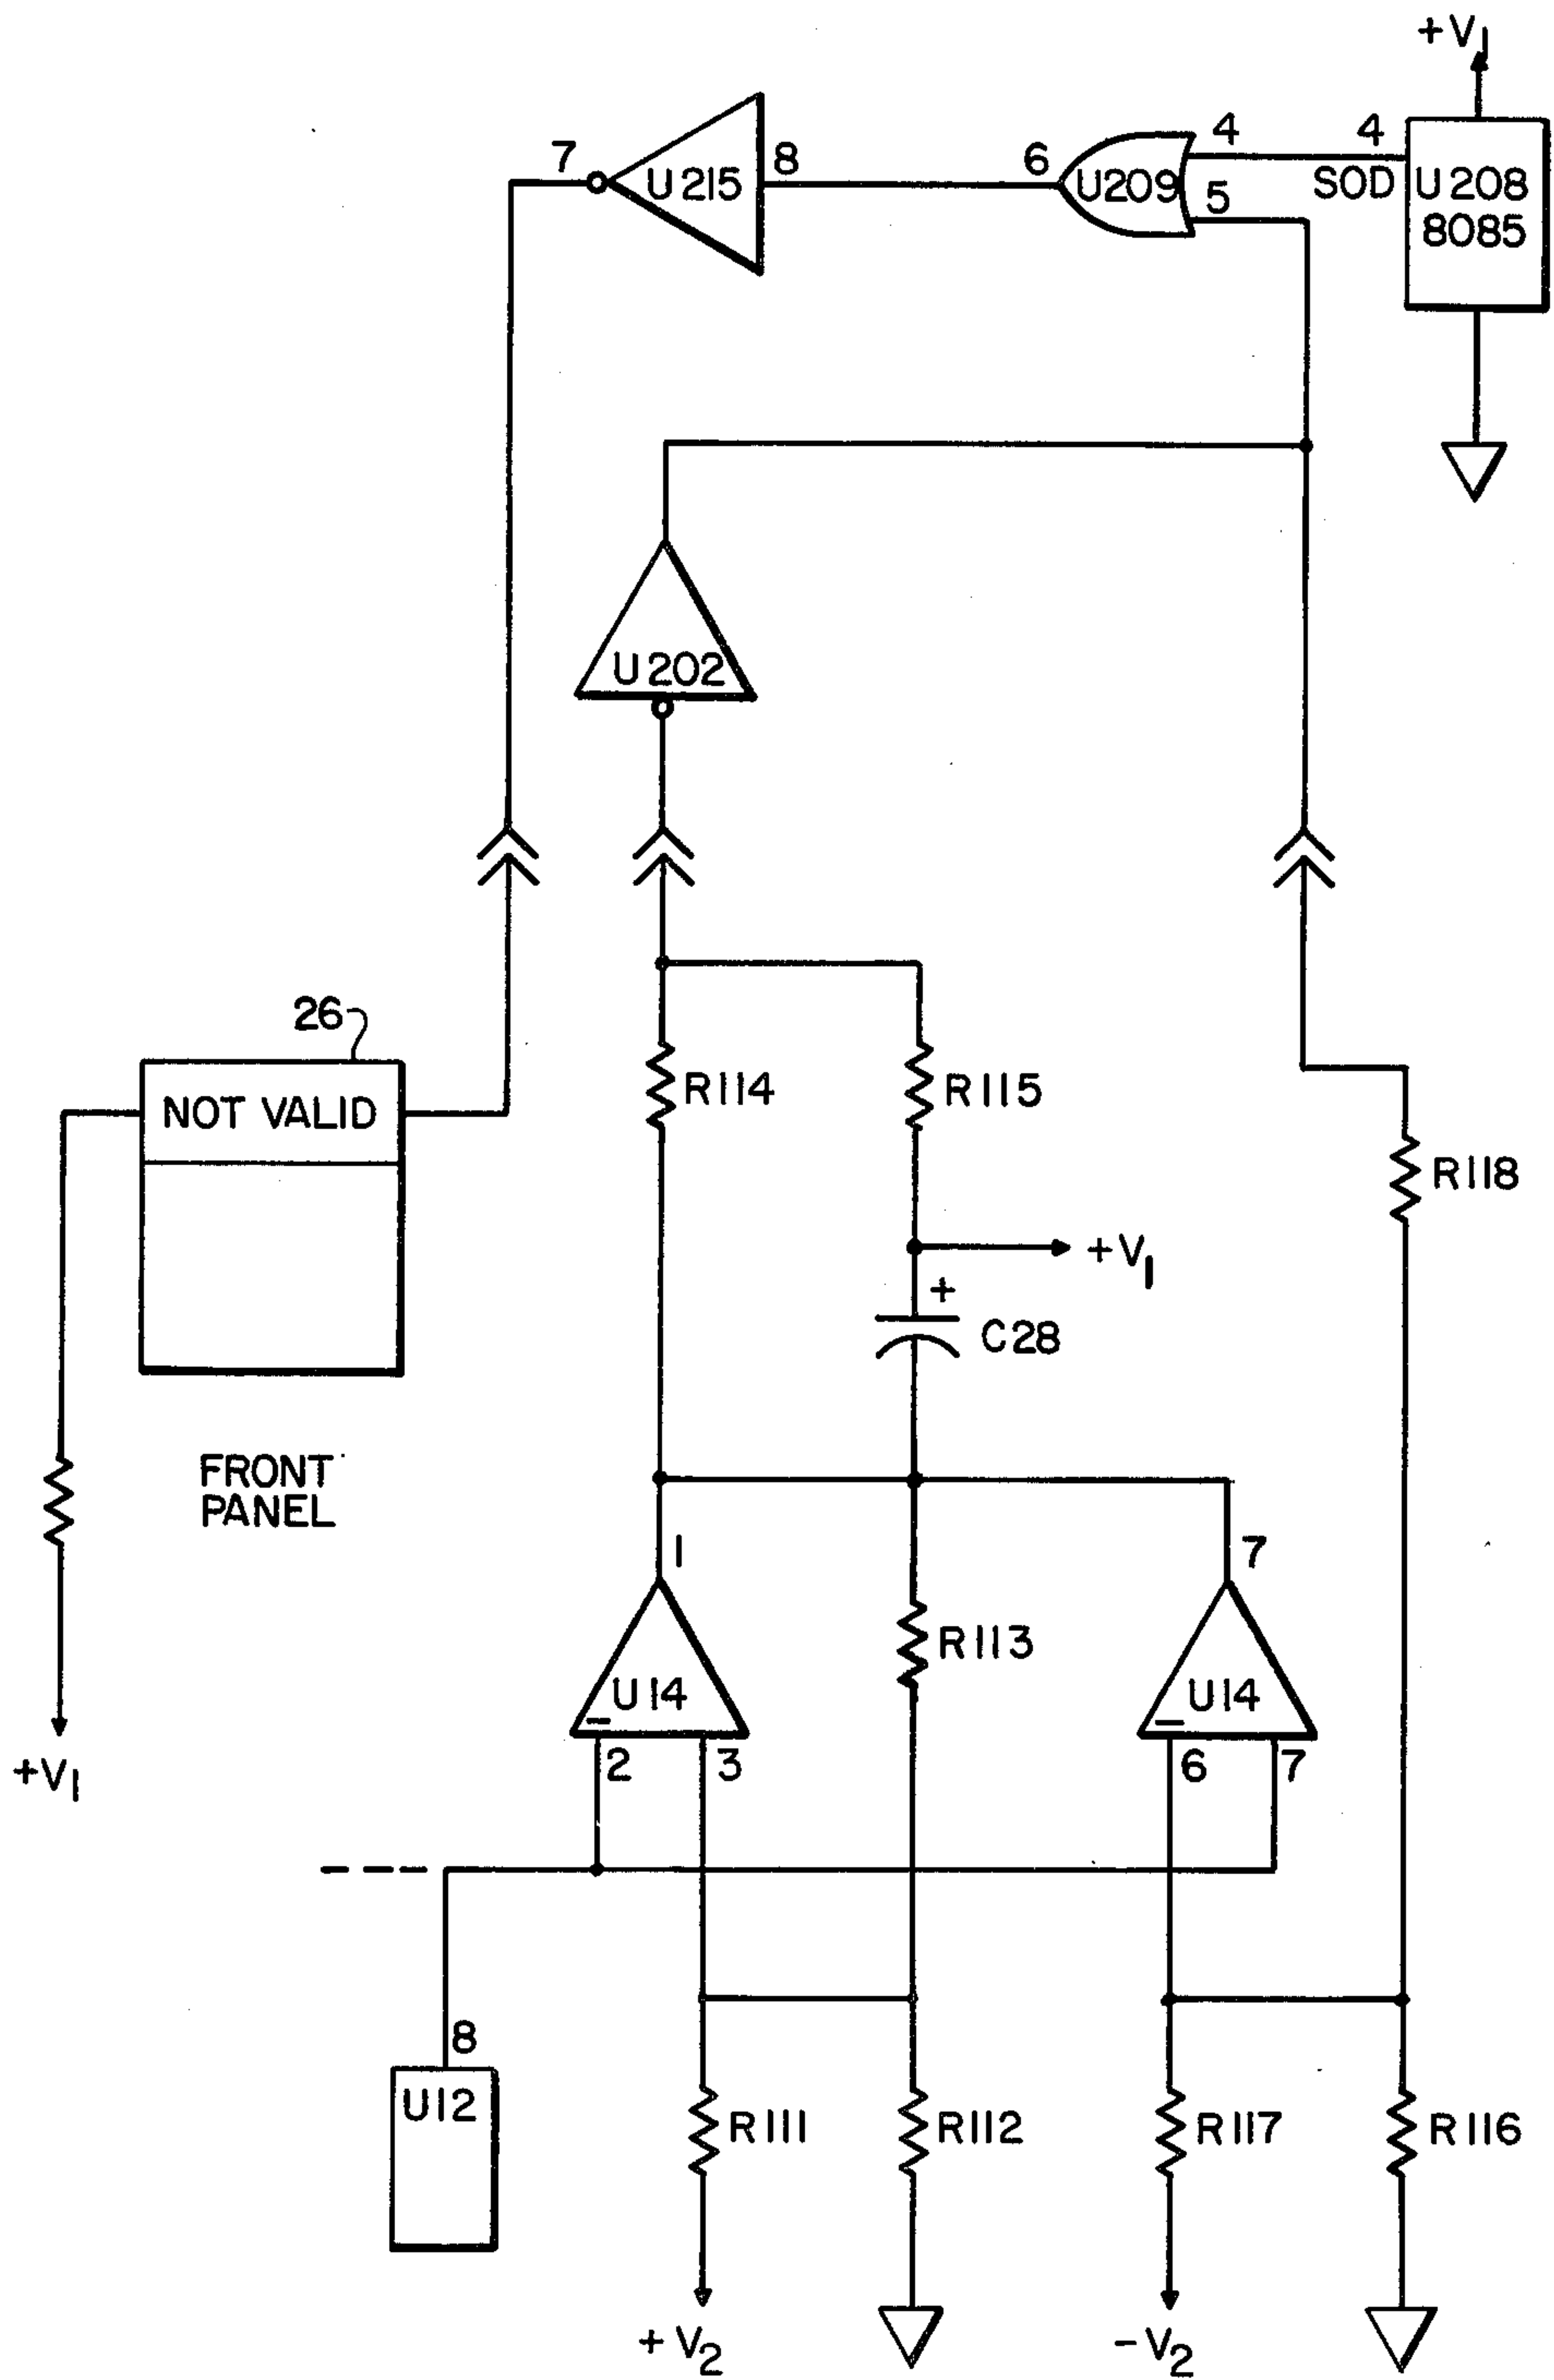 +V1
7
U215
8
6
U209
4
5
4
SOD
U208
8085
U202
26
NOT VALID
R114
R115
R118
+V1
+
C28
FRONT
PANEL
1
7
R113
U14
U14
−
−
2
3
6
7
+V1
8
U12
R111
R112
R117
R116
+V2
−V2